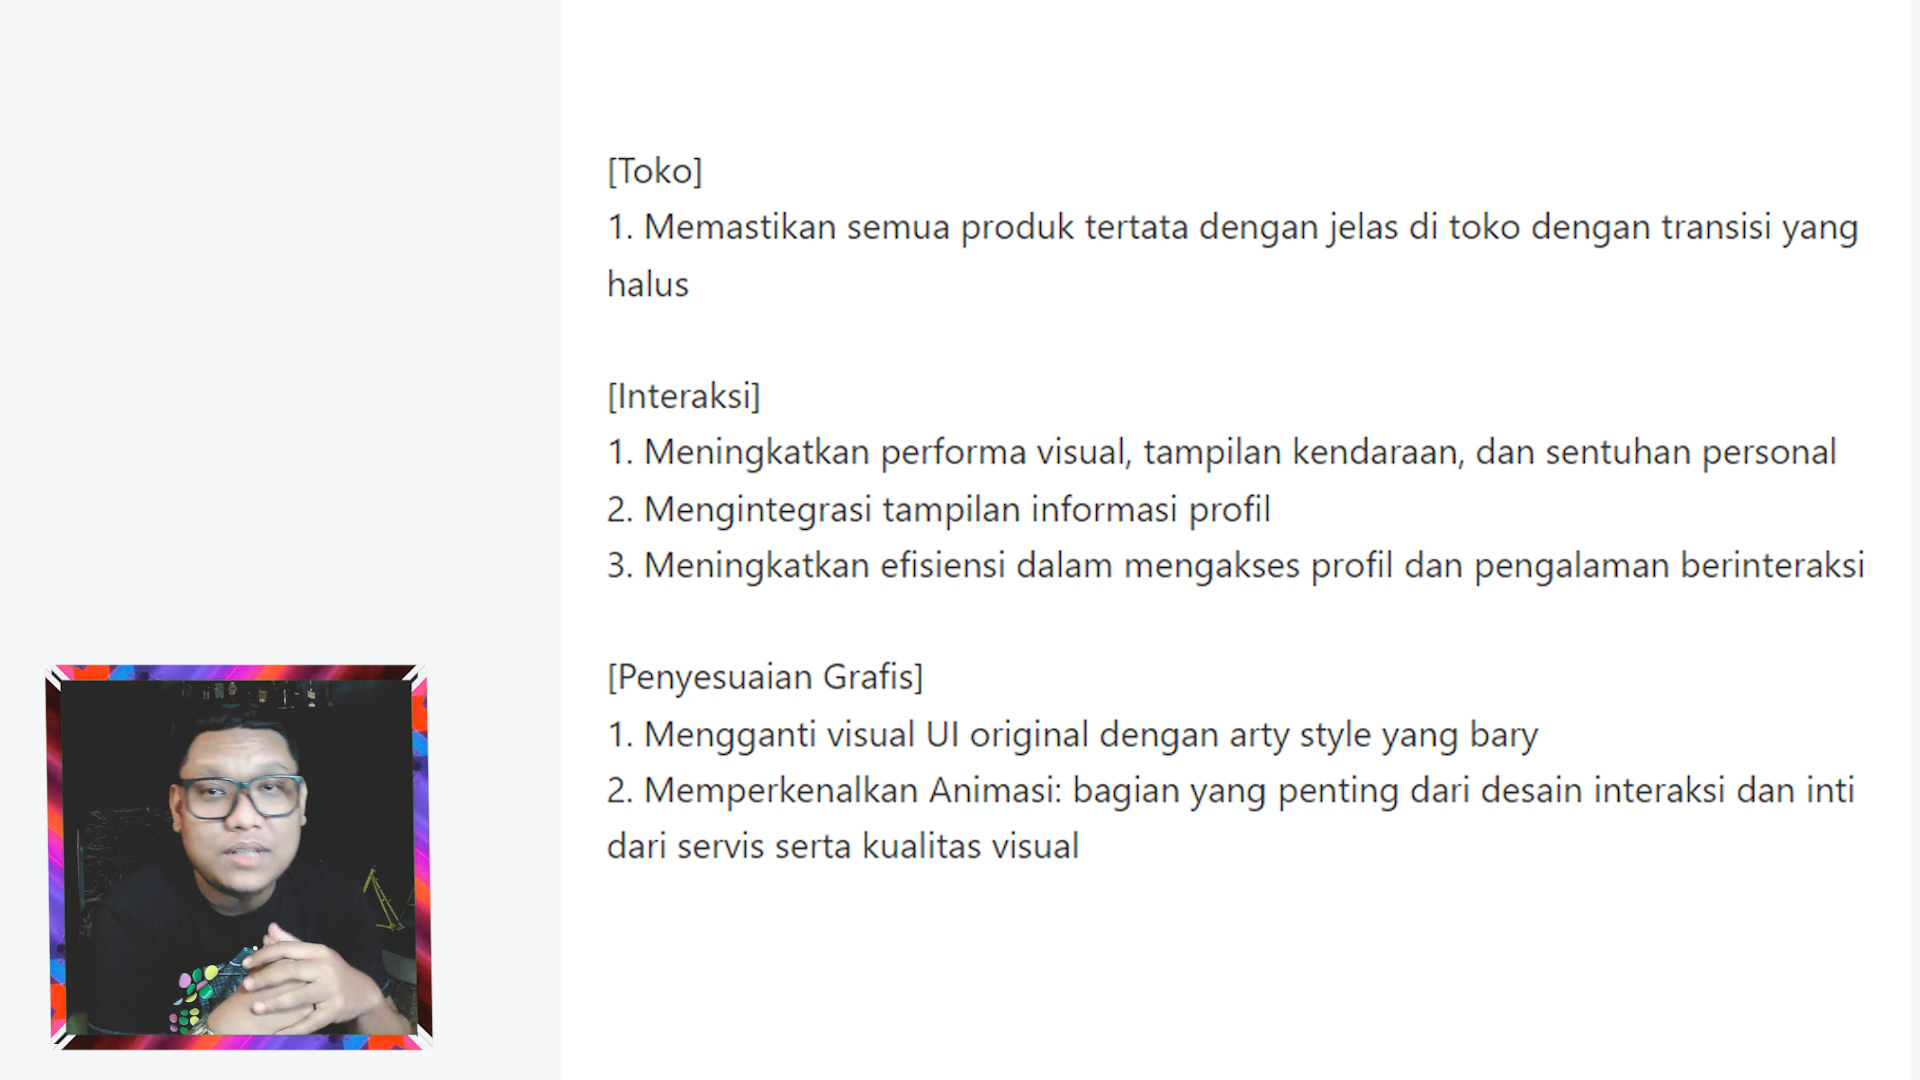 [Toko]
1. Memastikan semua produk tertata dengan jelas di toko dengan transisi yang
halus
[Interaksi]
1. Meningkatkan performa visual, tampilan kendaraan, dan sentuhan personal
2. Mengintegrasi tampilan informasi profil
3. Meningkatkan efisiensi dalam mengakses profil dan pengalaman berinteraksi
[Penyesuaian Grafis]
1. Mengganti visual UI original dengan arty style yang bary
2. Memperkenalkan Animasi: bagian yang penting dari desain interaksi dan inti
dari servis serta kualitas visual